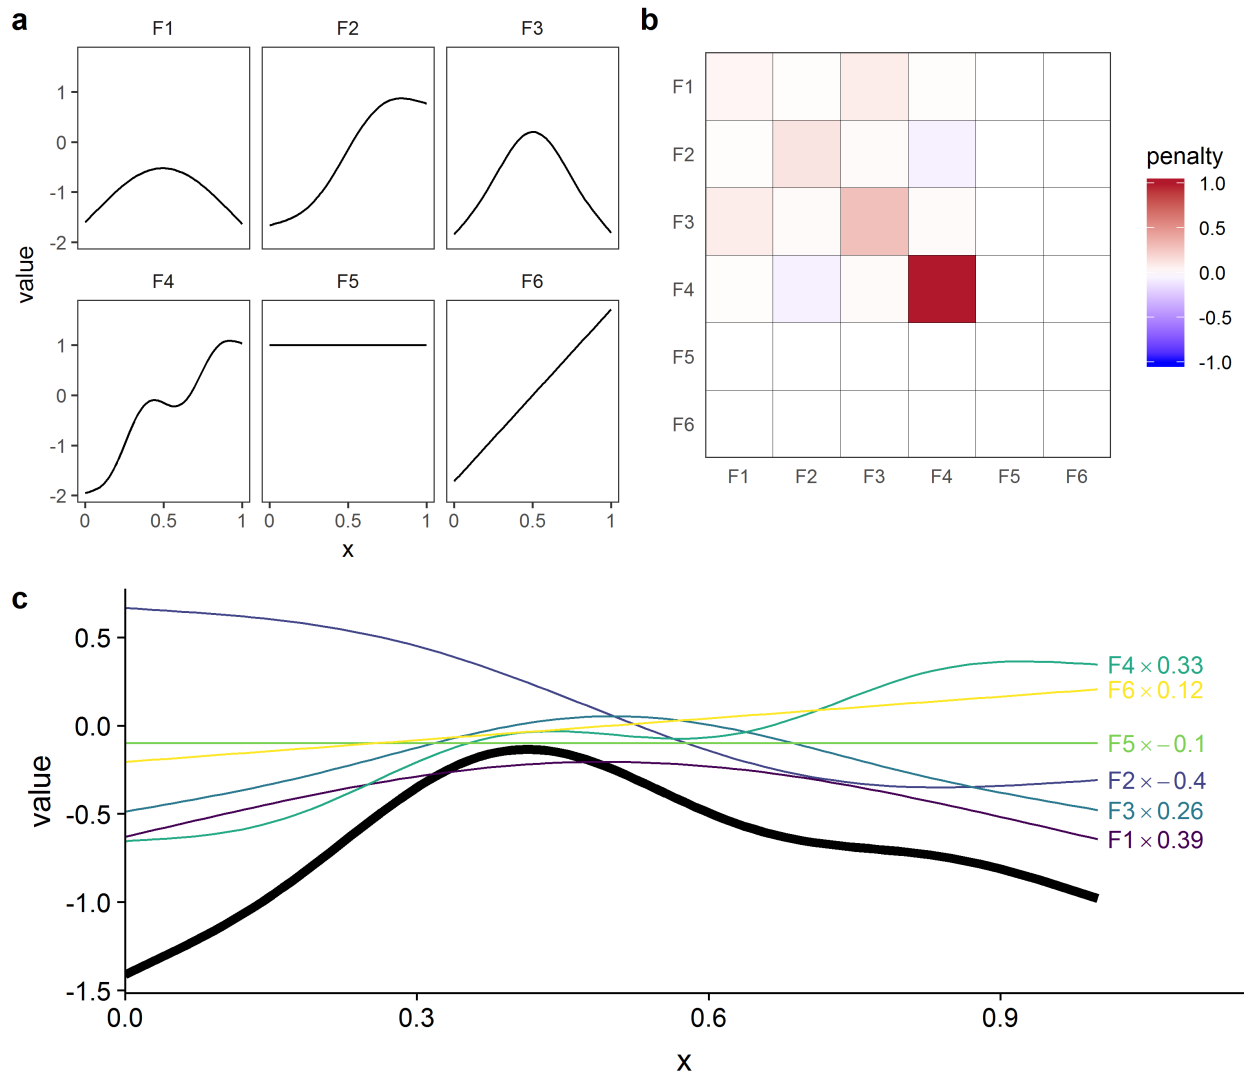 a
F1 F2 F3
1
0
-1
-2
F4 F5 F6
1
0
-1
-2
0 0.5 1 0 0.5 1 0 0.5 1
value
x
b
F1
F2
F3
F4
F5
F6
F1 F2 F3 F4 F5 F6
penalty
1.0
0.5
0.0
-0.5
-1.0
c
0.5
0.0
-0.5
-1.0
-1.5
value
0.0 0.3 0.6 0.9
x
F4 × 0.33
F6 × 0.12
F5 × −0.1
F2 × −0.4
F3 × 0.26
F1 × 0.39